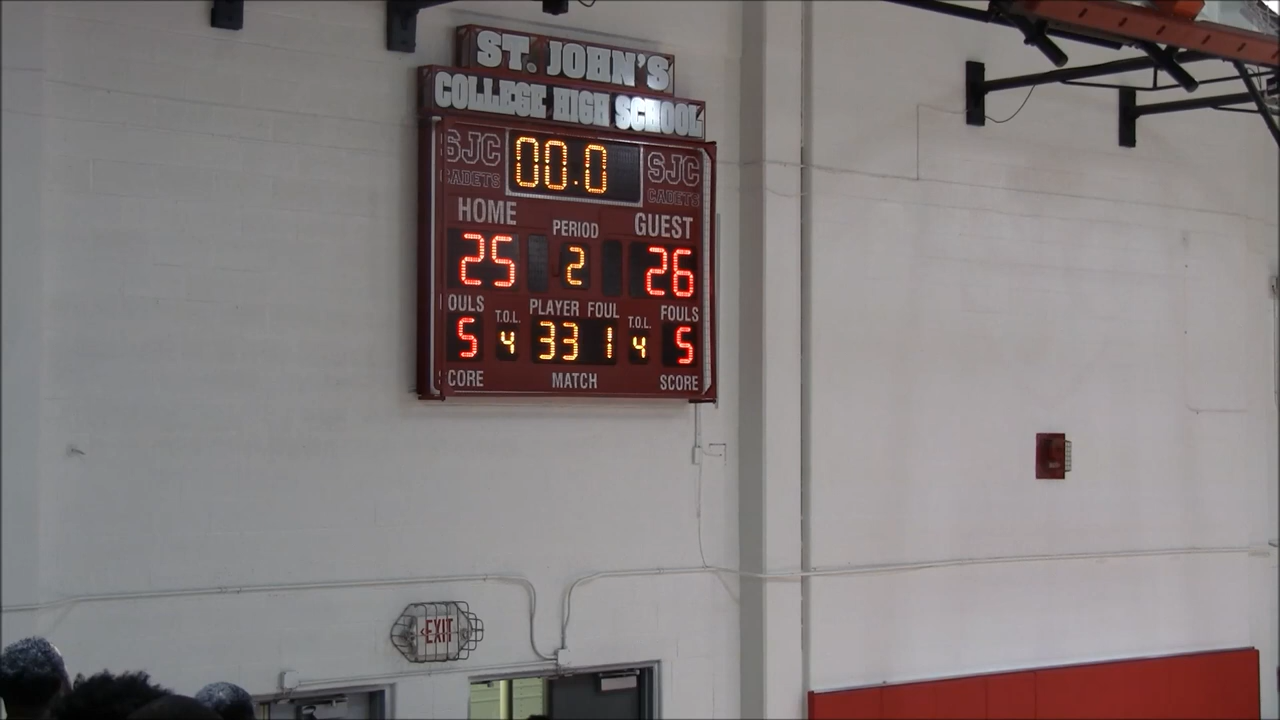 ST. JOHN'S
COLLEGE HIGH SCHOOL
SJC 00.0 SJC
CADETS CADETS
HOME PERIOD GUEST
25 2 26
OULS T.O.L. PLAYER FOUL T.O.L. FOULS
5 4 33 1 4 5
CORE MATCH SCORE
EXIT